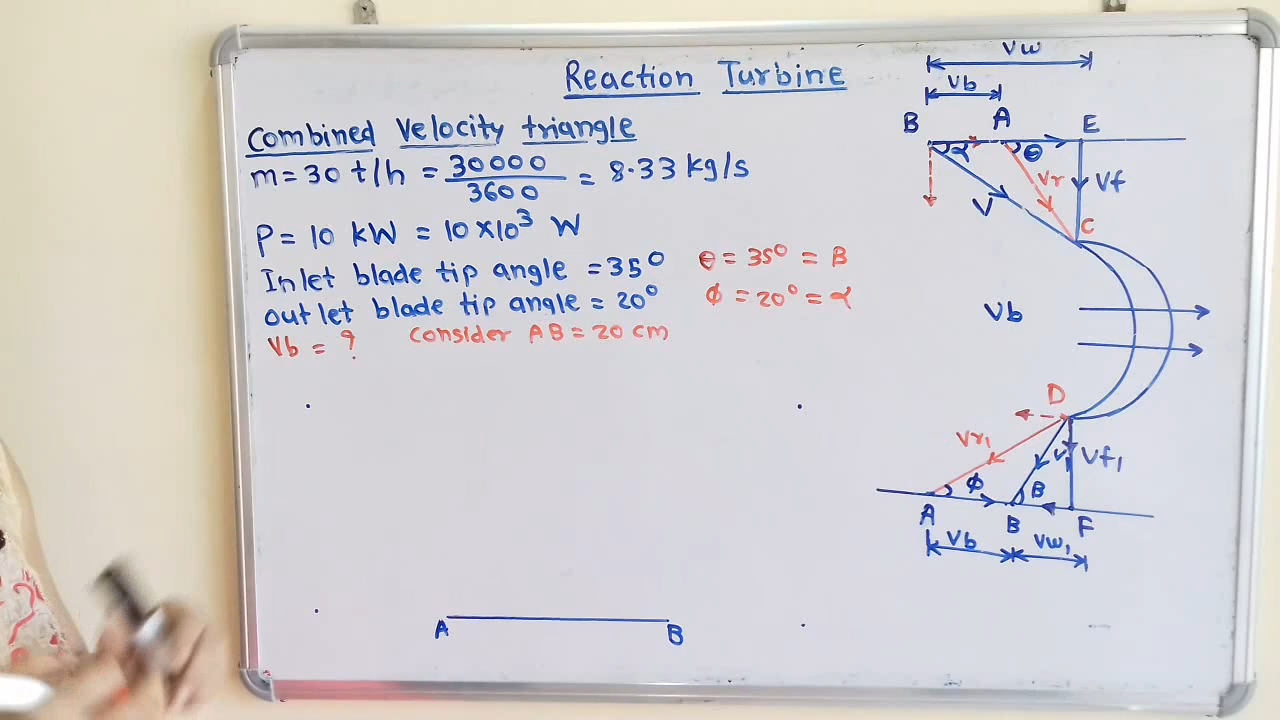 Reaction Turbine
Combined Velocity triangle
m = 30 t/h = 30000/3600 = 8.33 kg/s
P = 10 kW = 10 × 10³ W
Inlet blade tip angle = 35° θ = 35° = B
outlet blade tip angle = 20° ϕ = 20° = α
Vb = ? consider AB = 20 cm
A B
Vw
Vb
B A E
α θ
V Vr Vf
C
Vb
D
Vr₁ V₁ Vf₁
ϕ B
A B F
Vb Vw₁